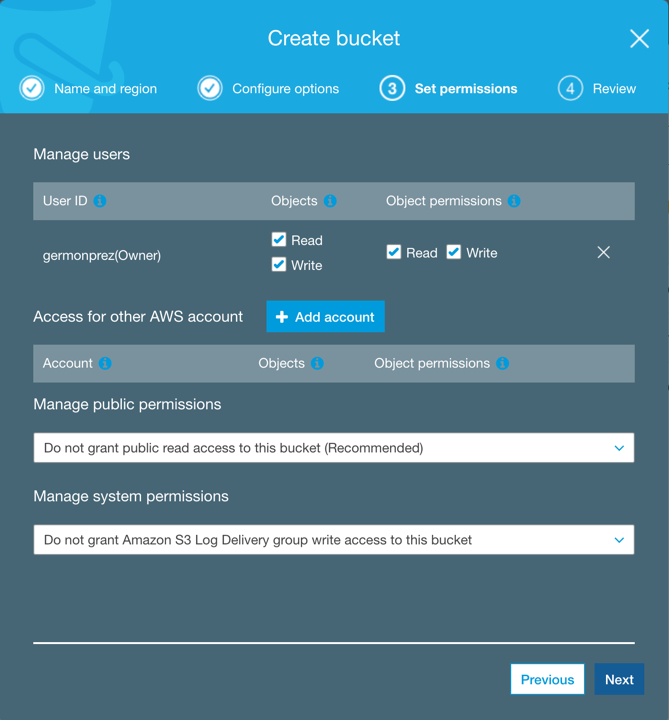 Create bucket
Name and region
Configure options
3 Set permissions
4 Review
Manage users
User ID Objects Object permissions
germonprez(Owner)
Read
Write
Read Write
Access for other AWS account
Add account
Account Objects Object permissions
Manage public permissions
Do not grant public read access to this bucket (Recommended)
Manage system permissions
Do not grant Amazon S3 Log Delivery group write access to this bucket
Previous Next